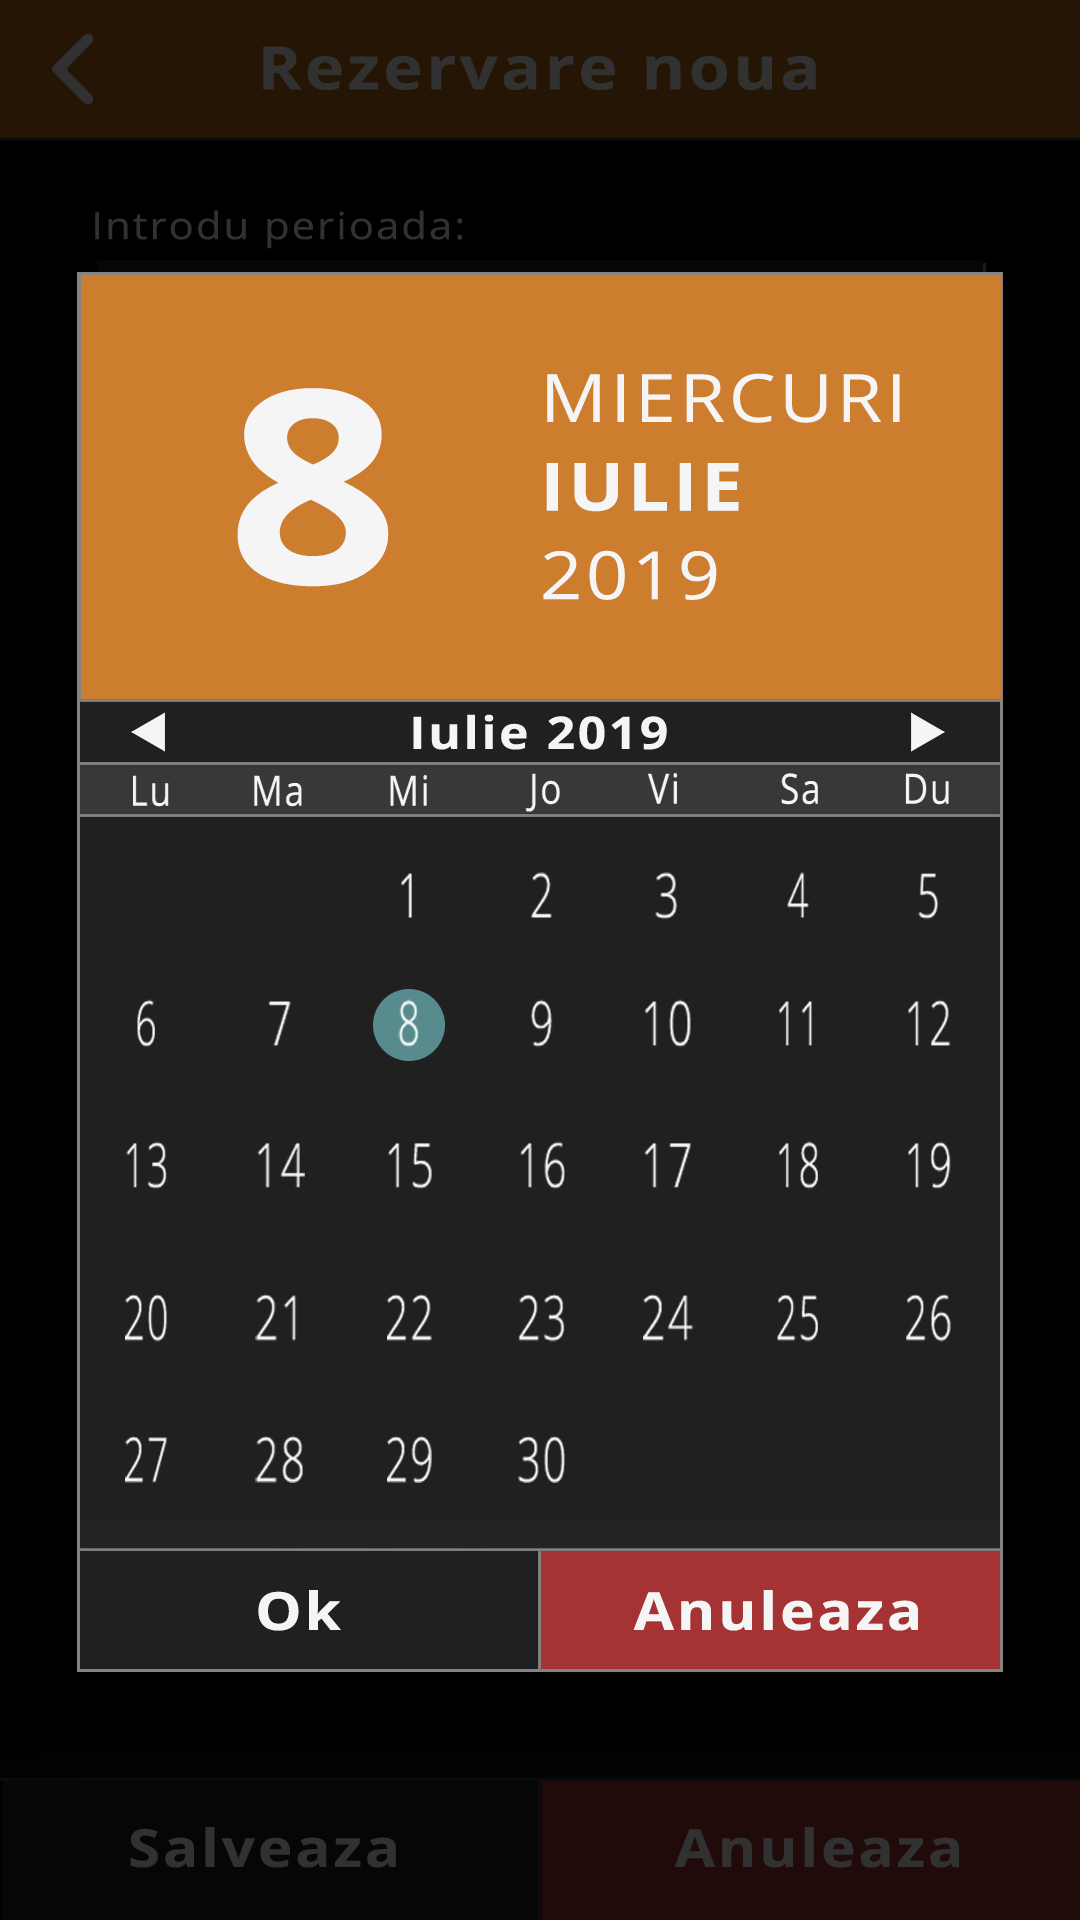 Rezervare noua
Introdu perioada:
8
MIERCURI
IULIE
2019
Iulie 2019
Lu Ma Mi Jo Vi Sa Du
1 2 3 4 5
6 7 8 9 10 11 12
13 14 15 16 17 18 19
20 21 22 23 24 25 26
27 28 29 30
Ok Anuleaza
Salveaza Anuleaza